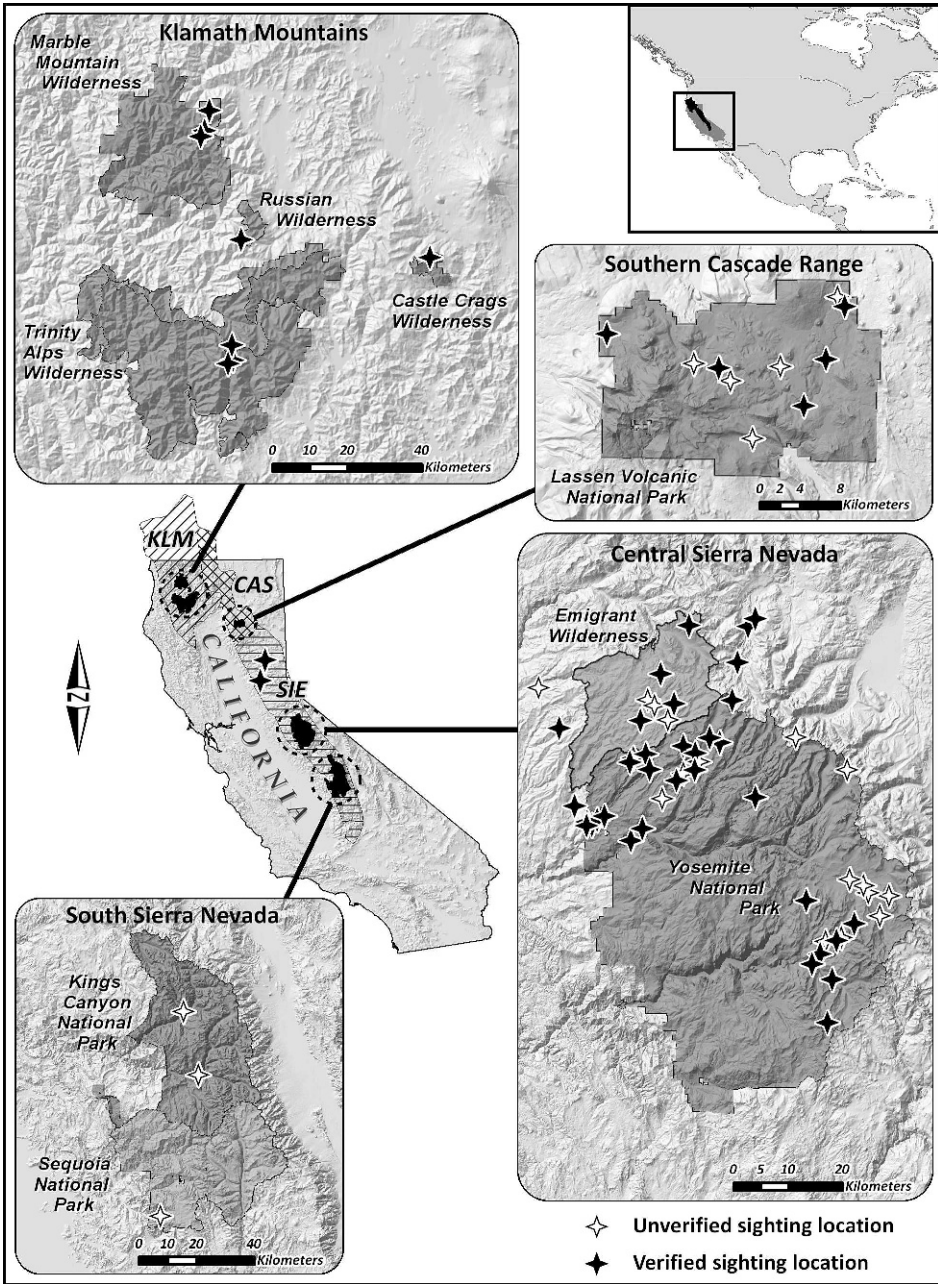 Klamath Mountains
Marble
Mountain
Wilderness
Russian
Wilderness
Castle Crags
Wilderness
Trinity
Alps
Wilderness
0 10 20 40
Kilometers
Southern Cascade Range
Lassen Volcanic
National Park
0 2 4 8
Kilometers
KLM
CAS
SIE
CALIFORNIA
N
Central Sierra Nevada
Emigrant
Wilderness
Yosemite
National
Park
0 5 10 20
Kilometers
South Sierra Nevada
Kings
Canyon
National
Park
Sequoia
National
Park
0 10 20 40
Kilometers
Unverified sighting location
Verified sighting location